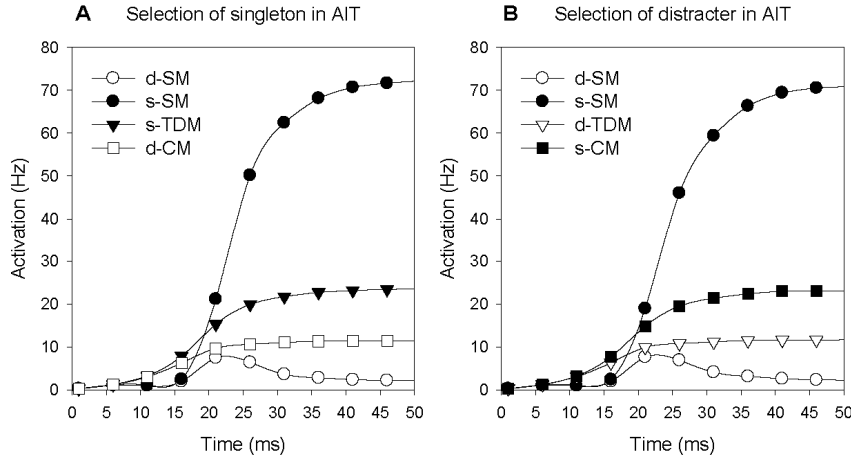 A Selection of singleton in AIT
80
70
60
50
40
30
20
10
0
Activation (Hz)
d-SM
s-SM
s-TDM
d-CM
0 5 10 15 20 25 30 35 40 45 50
Time (ms)
B Selection of distracter in AIT
80
70
60
50
40
30
20
10
0
Activation (Hz)
d-SM
s-SM
d-TDM
s-CM
0 5 10 15 20 25 30 35 40 45 50
Time (ms)